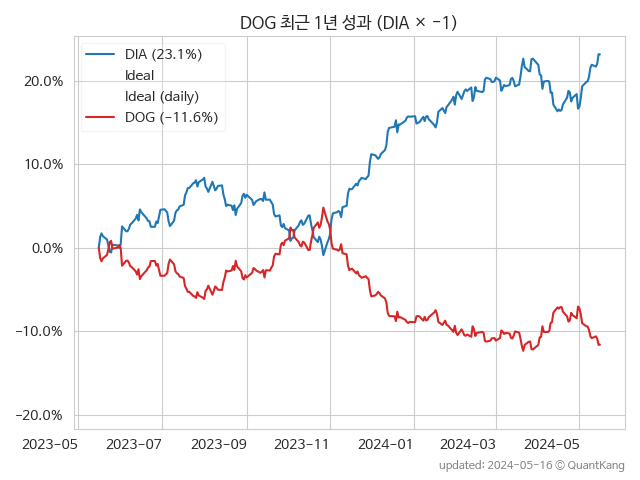 DOG 최근 1년 성과 (DIA × −1)
DIA (23.1%)
Ideal
Ideal (daily)
DOG (−11.6%)
20.0%
10.0%
0.0%
−10.0%
−20.0%
2023−05 2023−07 2023−09 2023−11 2024−01 2024−03 2024−05
updated: 2024−05−16 ⓒ QuantKang